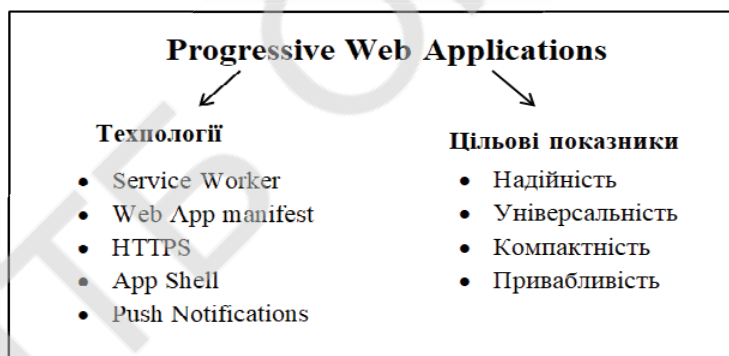 Progressive Web Applications
Технології
• Service Worker
• Web App manifest
• HTTPS
• App Shell
• Push Notifications
Цільові показники
• Надійність
• Універсальність
• Компактність
• Привабливість